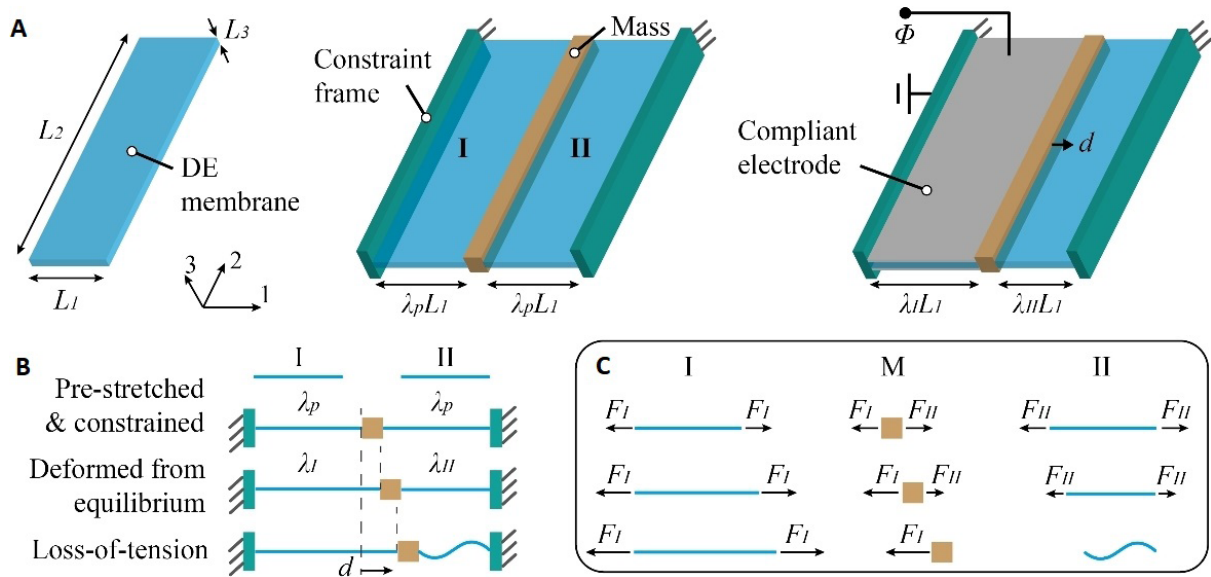 A
L3
L2
DE
membrane
L1
3
2
1
Constraint
frame
Mass
I
II
λpL1
λpL1
Φ
Compliant
electrode
d
λIL1
λIIL1
B
I
II
Pre-stretched
& constrained
λp
λp
Deformed from
equilibrium
λI
λII
Loss-of-tension
d
C
I
M
II
FI
FI
FI
FII
FII
FII
FI
FI
FI
FII
FII
FII
FI
FI
FI